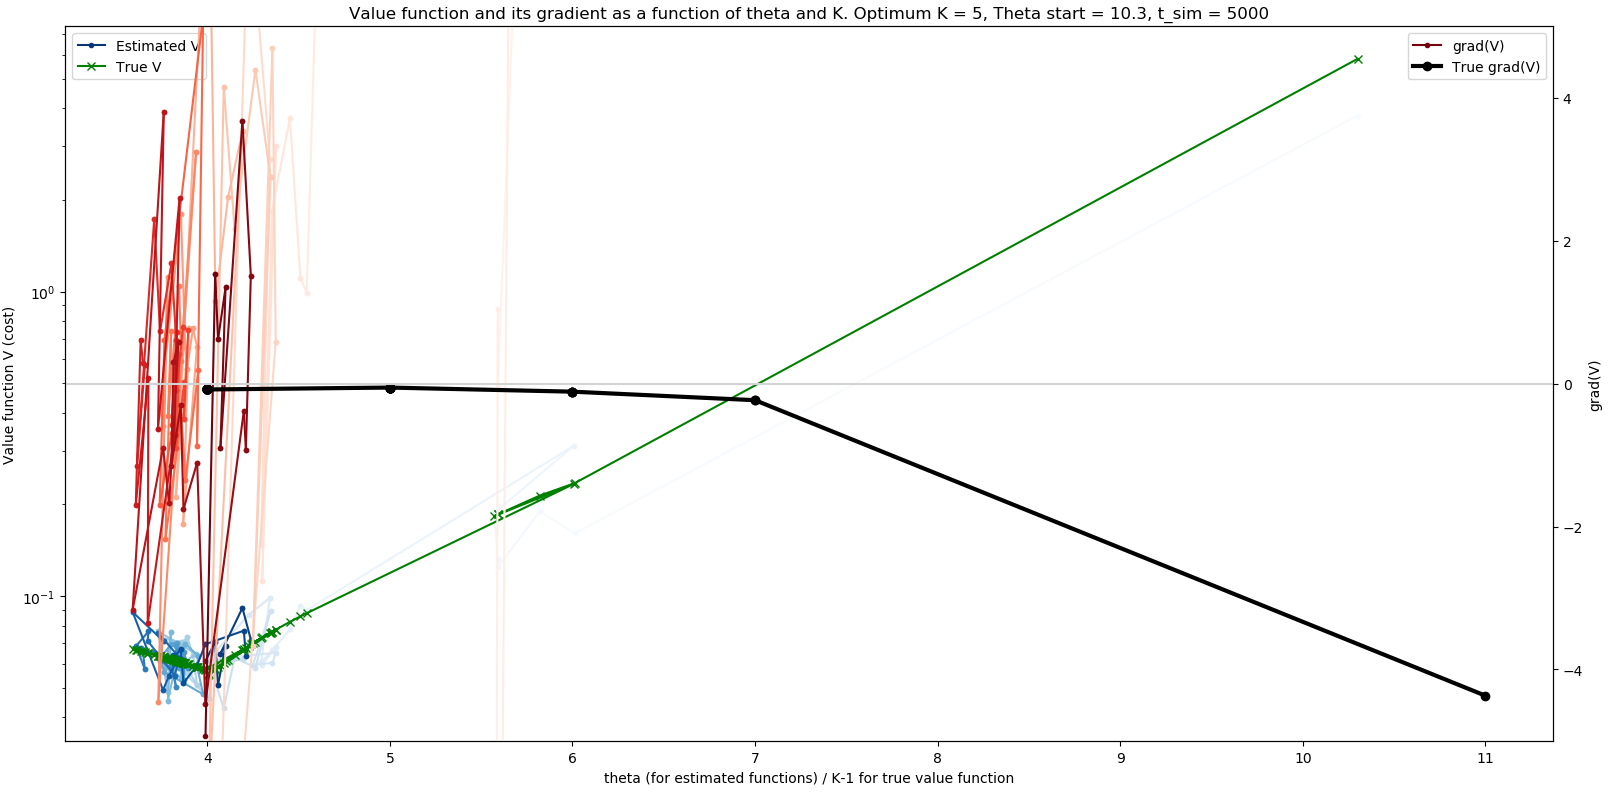 Value function and its gradient as a function of theta and K. Optimum K = 5, Theta start = 10.3, t_sim = 5000
Estimated V
True V
grad(V)
True grad(V)
Value function V (cost)
10⁰
10⁻¹
4
2
0
−2
−4
grad(V)
4 5 6 7 8 9 10 11
theta (for estimated functions) / K-1 for true value function